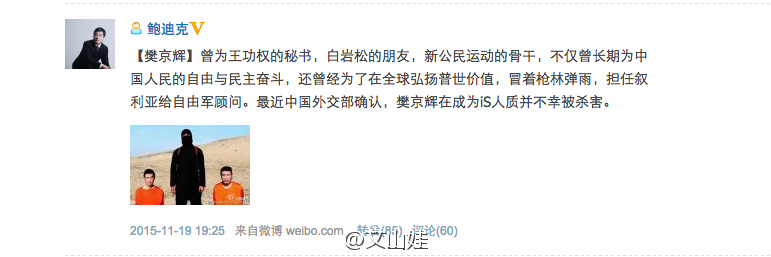 鲍迪克V
【樊京辉】曾为王功权的秘书，白岩松的朋友，新公民运动的骨干，不仅曾长期为中
国人民的自由与民主奋斗，还曾经为了在全球弘扬普世价值，冒着枪林弹雨，担任叙
利亚给自由军顾问。最近中国外交部确认，樊京辉在成为iS人质并不幸被杀害。
2015-11-19 19:25 来自微博 weibo.com 转发(85) 评论(60)
@文山娃